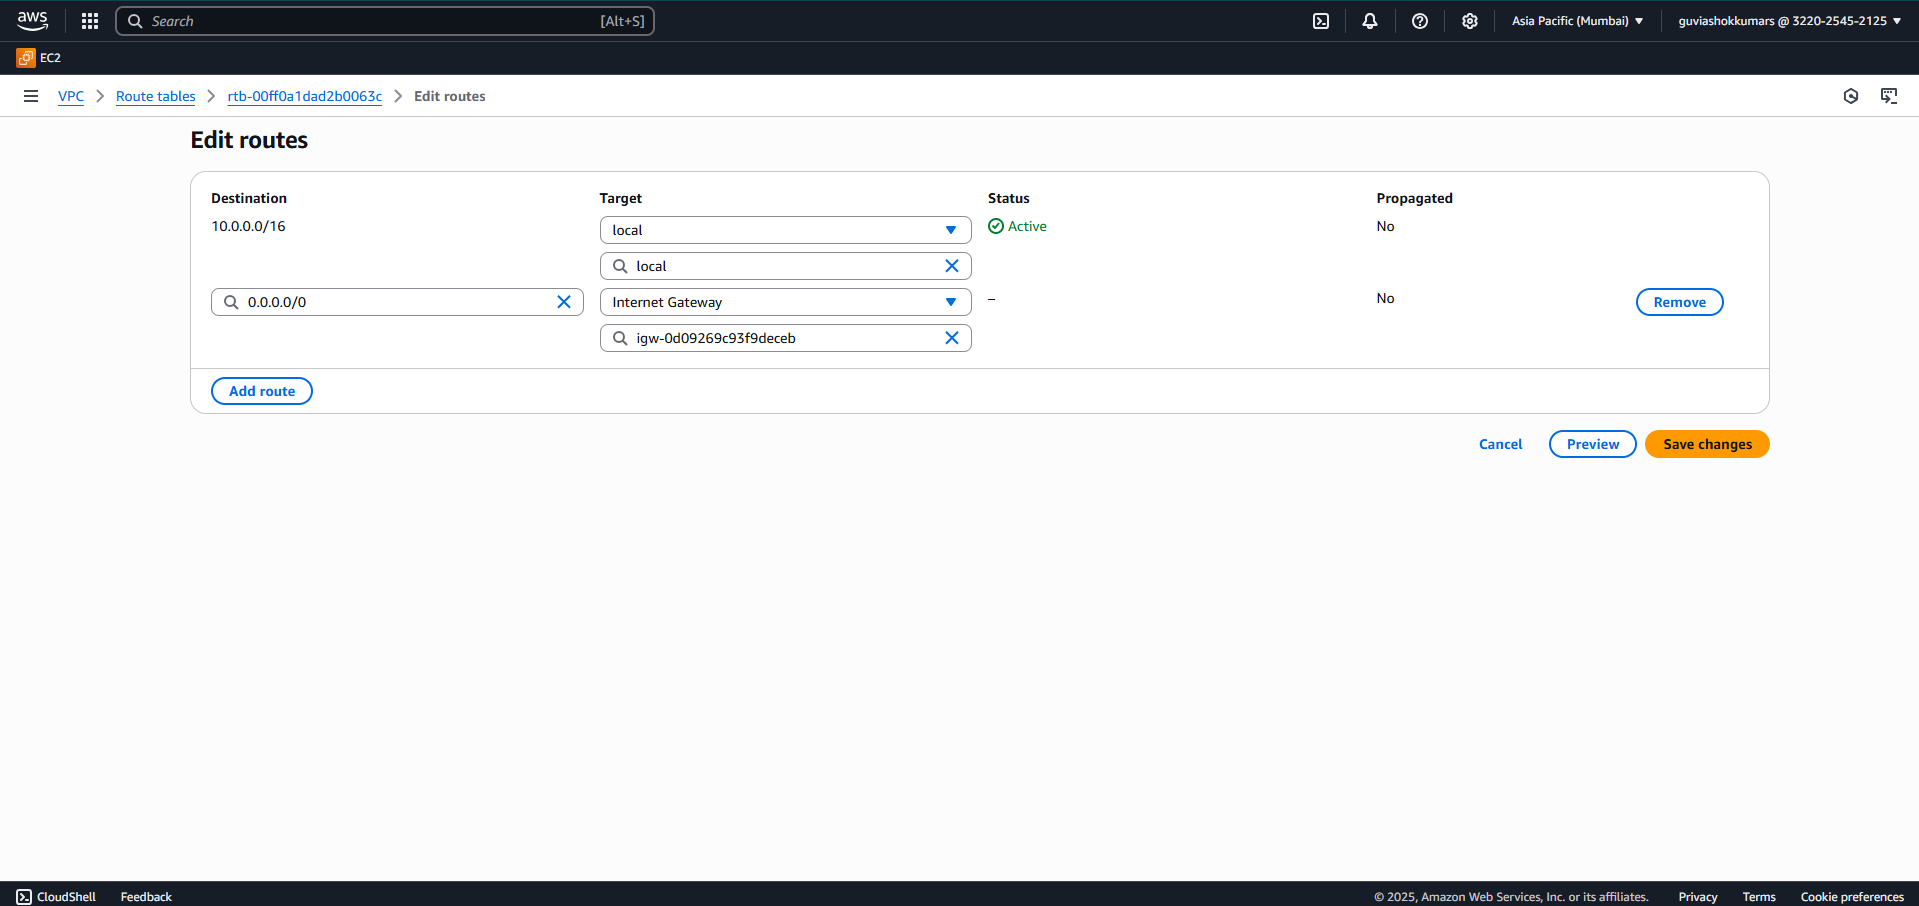 aws Search [Alt+S] Asia Pacific (Mumbai) guviashokkumars @ 3220-2545-2125
EC2
VPC Route tables rtb-00ff0a1dad2b0063c Edit routes
Edit routes
Destination Target Status Propagated
10.0.0.0/16 local Active No
local
0.0.0.0/0 Internet Gateway – No Remove
igw-0d09269c93f9deceb
Add route
Cancel Preview Save changes
CloudShell Feedback © 2025, Amazon Web Services, Inc. or its affiliates. Privacy Terms Cookie preferences